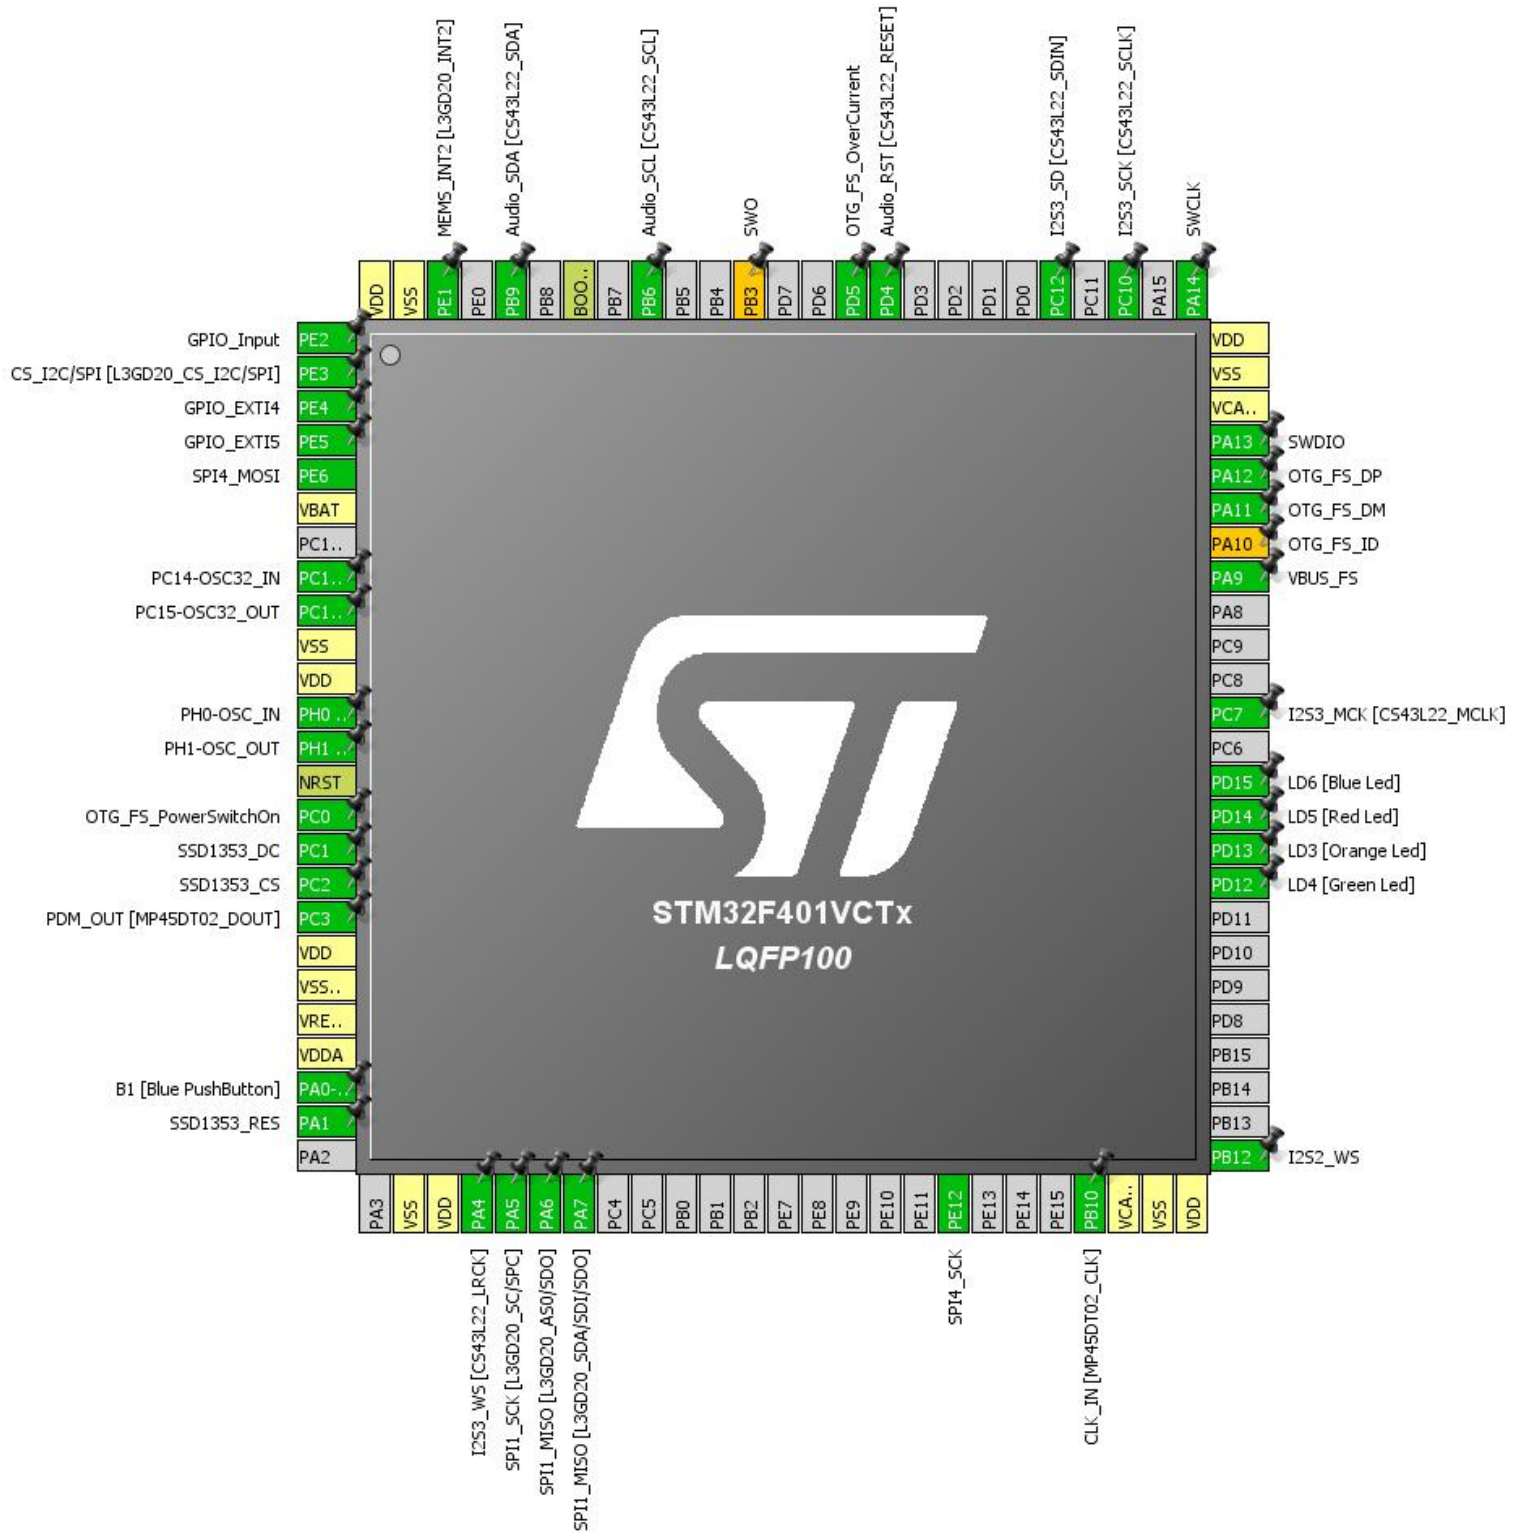 MEMS_INT2 [L3GD20_INT2]
Audio_SDA [CS43L22_SDA]
Audio_SCL [CS43L22_SCL]
SWO
OTG_FS_OverCurrent
Audio_RST [CS43L22_RESET]
I2S3_SD [CS43L22_SDIN]
I2S3_SCK [CS43L22_SCLK]
SWCLK
VDD
VSS
PE1
PE0
PB9
PB8
BOO..
PB7
PB6
PB5
PB4
PB3
PD7
PD6
PD5
PD4
PD3
PD2
PD1
PD0
PC12
PC11
PC10
PA15
PA14
GPIO_Input PE2
CS_I2C/SPI [L3GD20_CS_I2C/SPI] PE3
GPIO_EXTI4 PE4
GPIO_EXTI5 PE5
SPI4_MOSI PE6
VBAT
PC1..
PC14-OSC32_IN PC1..
PC15-OSC32_OUT PC1..
VSS
VDD
PH0-OSC_IN PH0 ..
PH1-OSC_OUT PH1 ..
NRST
OTG_FS_PowerSwitchOn PC0
SSD1353_DC PC1
SSD1353_CS PC2
PDM_OUT [MP45DT02_DOUT] PC3
VDD
VSS..
VRE..
VDDA
B1 [Blue PushButton] PA0-..
SSD1353_RES PA1
PA2
STM32F401VCTx
LQFP100
VDD
VSS
VCA..
PA13 SWDIO
PA12 OTG_FS_DP
PA11 OTG_FS_DM
PA10 OTG_FS_ID
PA9 VBUS_FS
PA8
PC9
PC8
PC7 I2S3_MCK [CS43L22_MCLK]
PC6
PD15 LD6 [Blue Led]
PD14 LD5 [Red Led]
PD13 LD3 [Orange Led]
PD12 LD4 [Green Led]
PD11
PD10
PD9
PD8
PB15
PB14
PB13
PB12 I2S2_WS
PA3
VSS
VDD
PA4
PA5
PA6
PA7
PC4
PC5
PB0
PB1
PB2
PE7
PE8
PE9
PE10
PE11
PE12
PE13
PE14
PE15
PB10
VCA..
VSS
VDD
I2S3_WS [CS43L22_LRCK]
SPI1_SCK [L3GD20_SC/SPC]
SPI1_MISO [L3GD20_AS0/SDO]
SPI1_MISO [L3GD20_SDA/SDI/SDO]
SPI4_SCK
CLK_IN [MP45DT02_CLK]